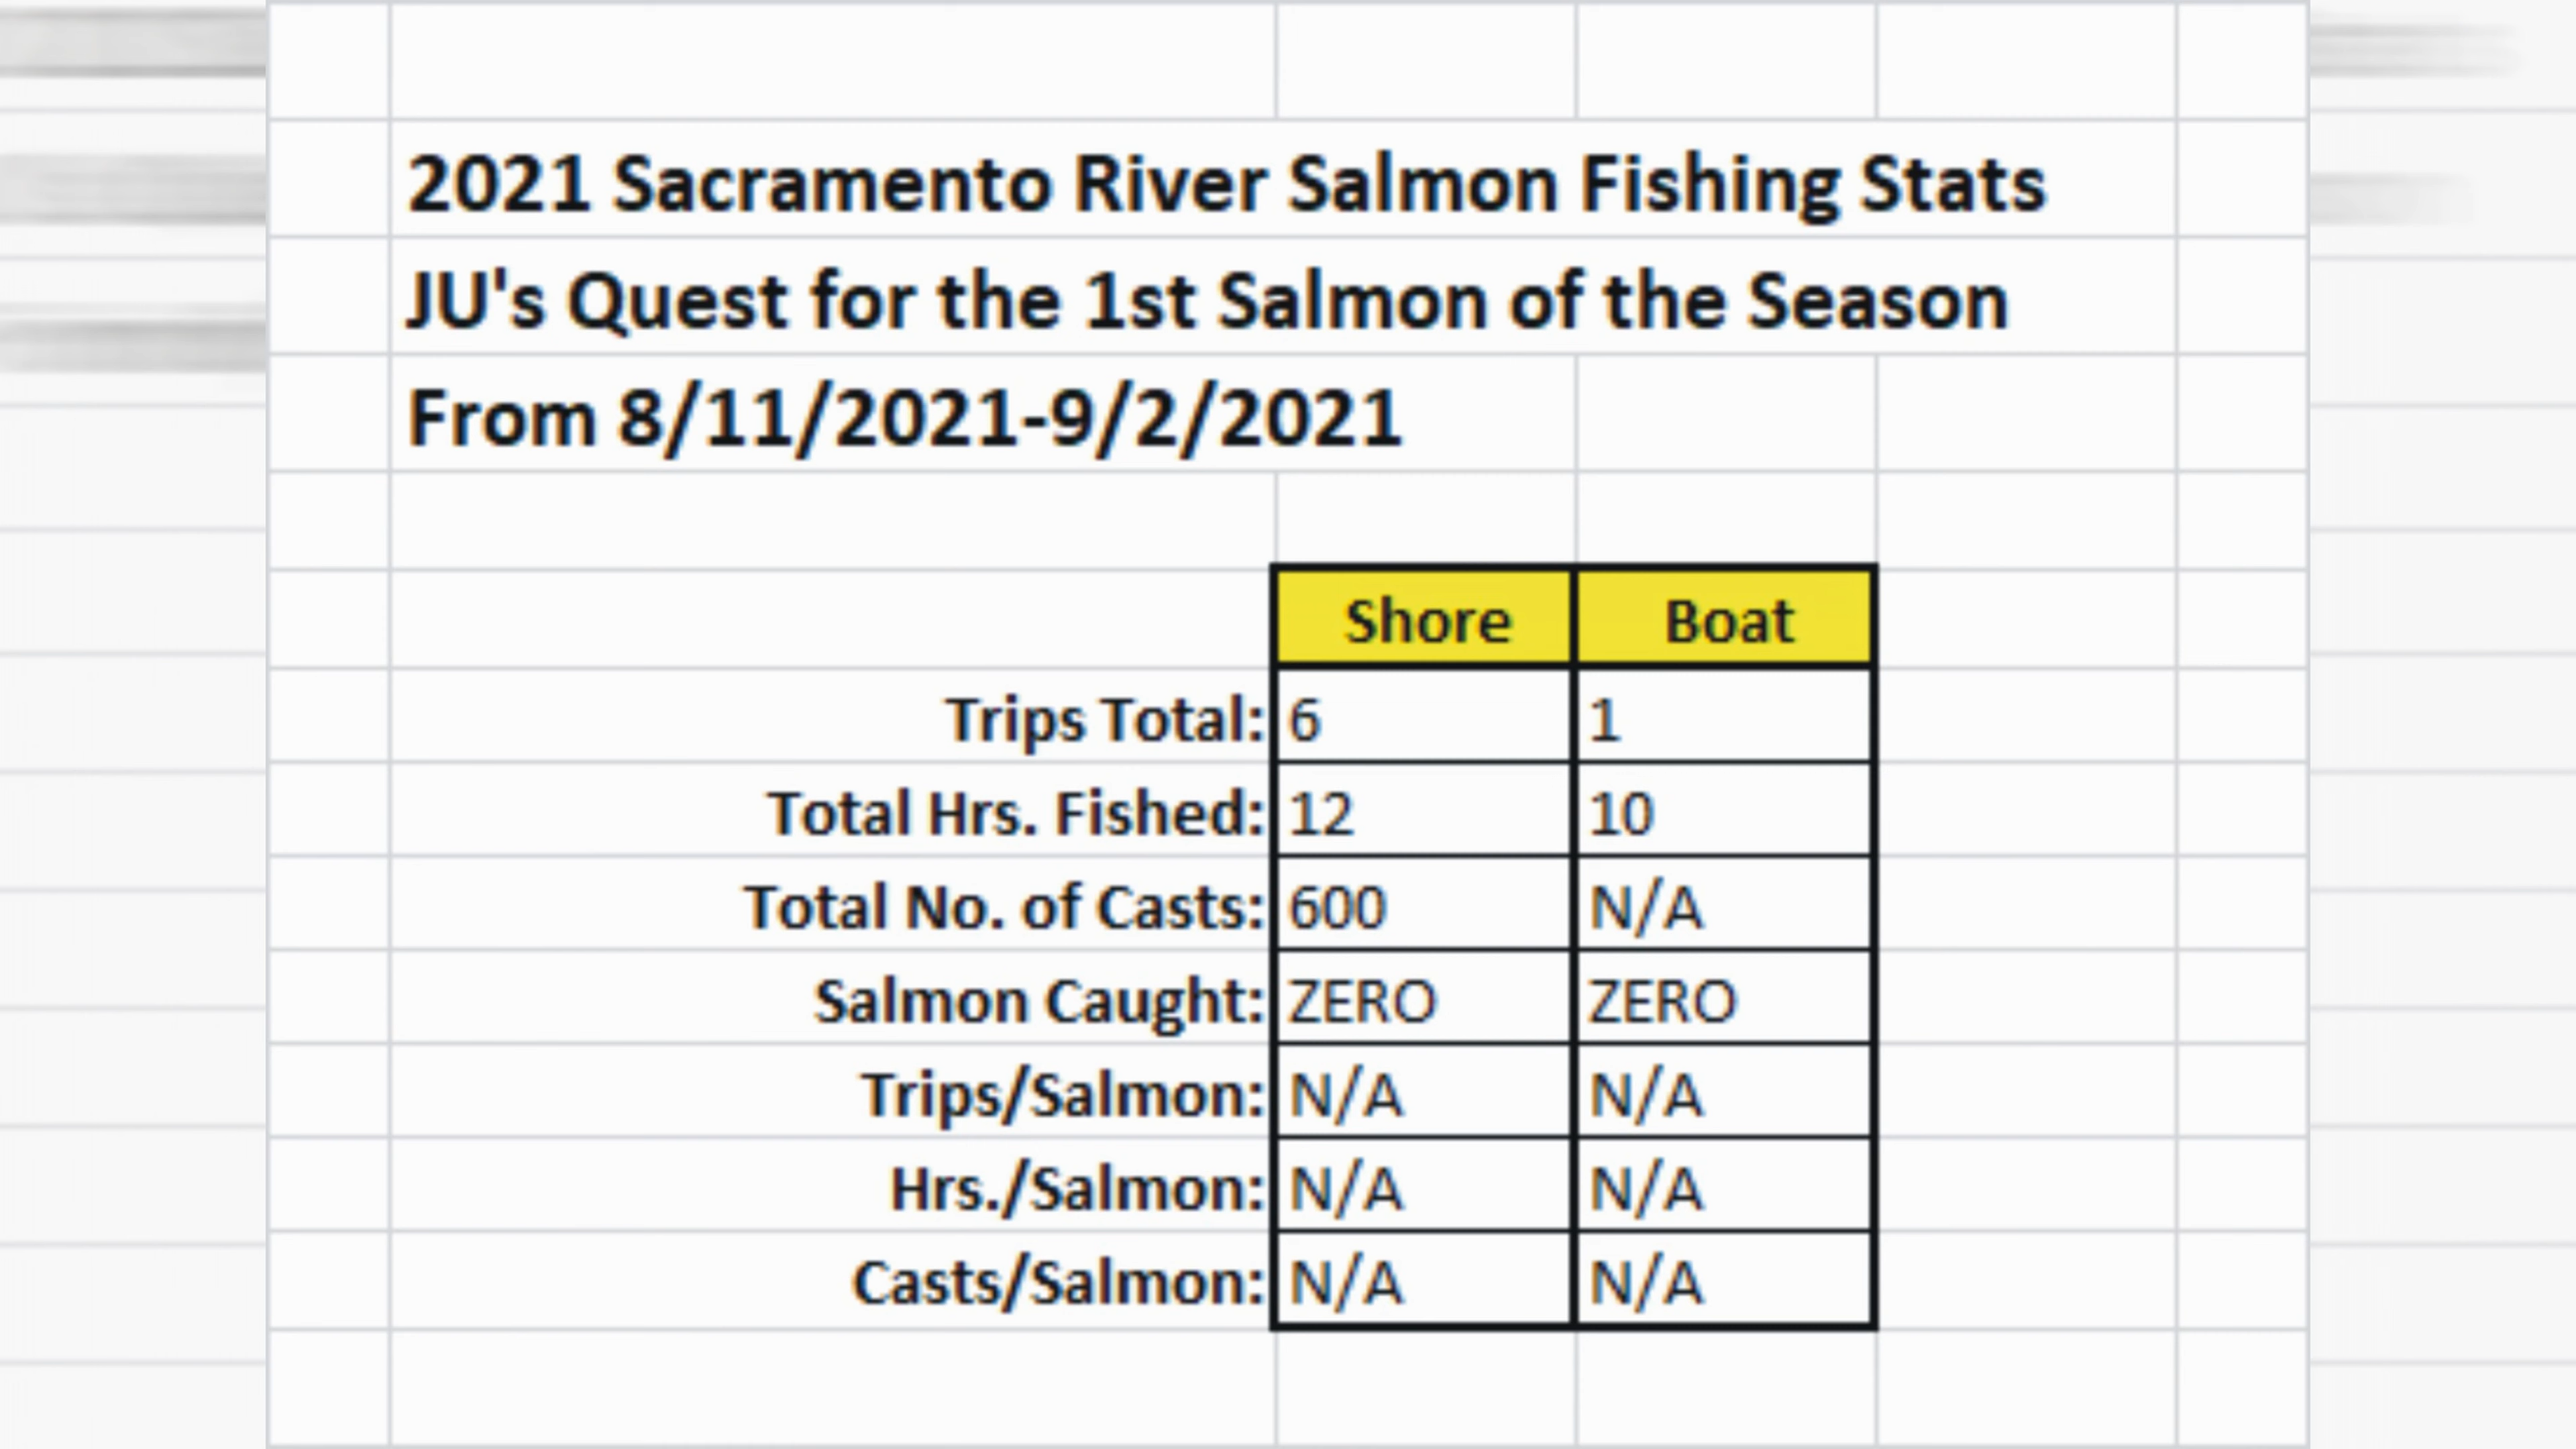 2021 Sacramento River Salmon Fishing Stats
JU's Quest for the 1st Salmon of the Season
From 8/11/2021-9/2/2021
Shore Boat
Trips Total: 6 1
Total Hrs. Fished: 12 10
Total No. of Casts: 600 N/A
Salmon Caught: ZERO ZERO
Trips/Salmon: N/A N/A
Hrs./Salmon: N/A N/A
Casts/Salmon: N/A N/A